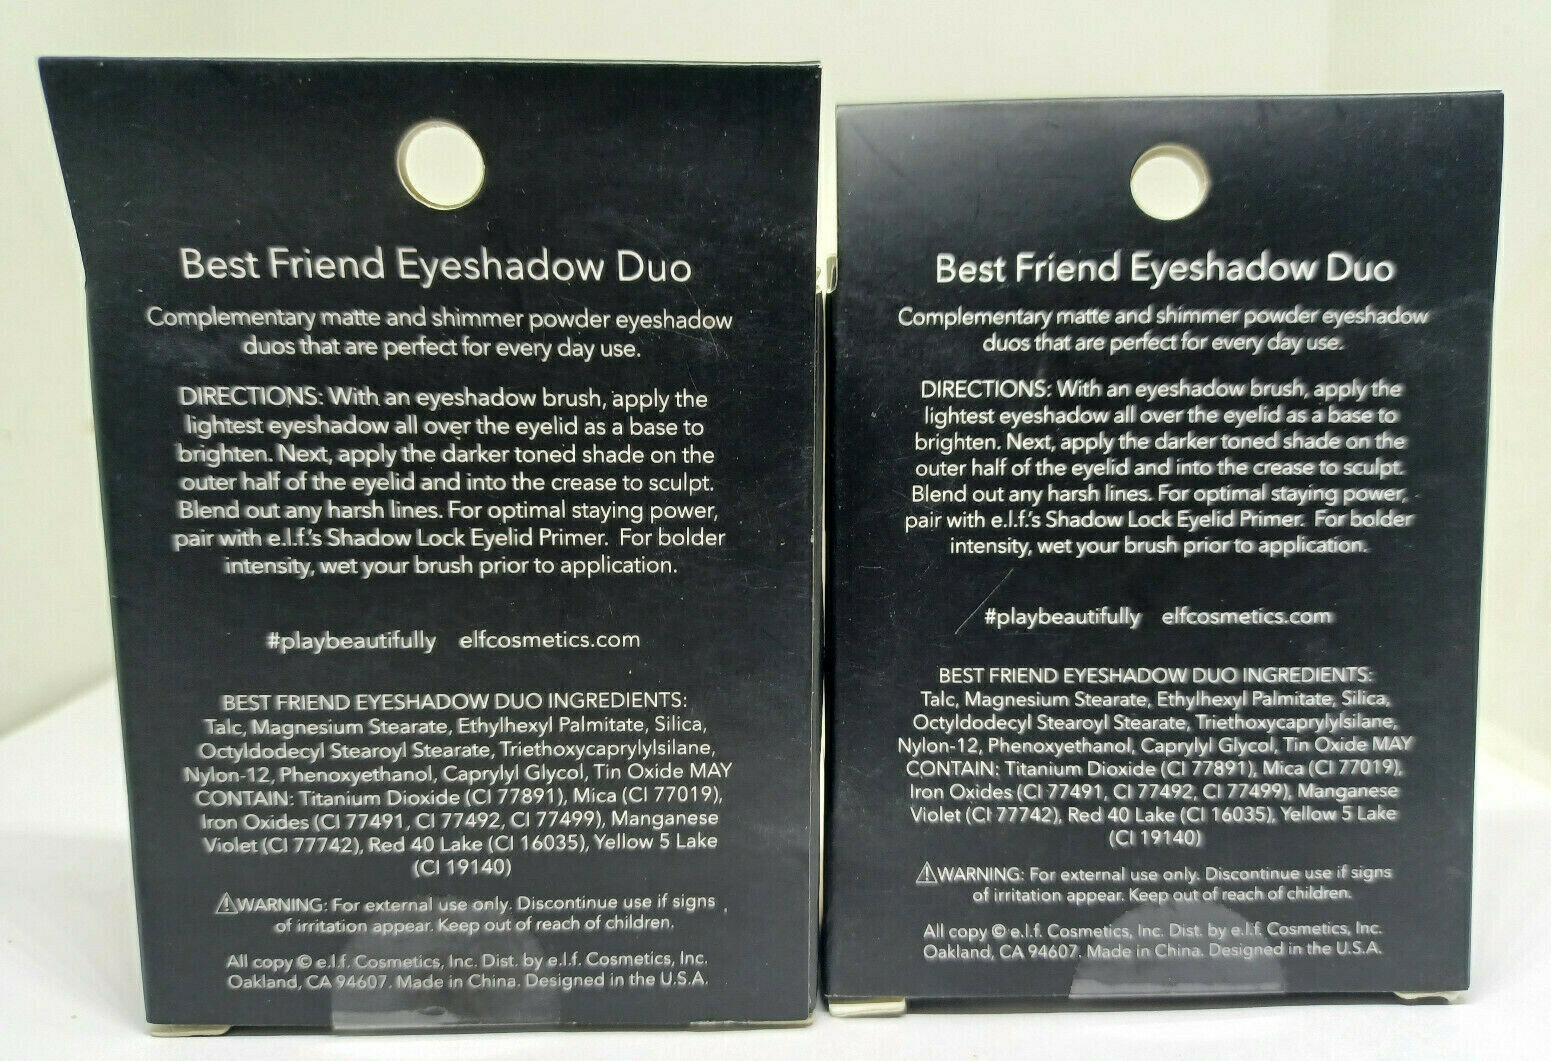 Best Friend Eyeshadow Duo
Complementary matte and shimmer powder eyeshadow
duos that are perfect for every day use.
DIRECTIONS: With an eyeshadow brush, apply the
lightest eyeshadow all over the eyelid as a base to
brighten. Next, apply the darker toned shade on the
outer half of the eyelid and into the crease to sculpt.
Blend out any harsh lines. For optimal staying power,
pair with e.l.f.'s Shadow Lock Eyelid Primer. For bolder
intensity, wet your brush prior to application.
#playbeautifully elfcosmetics.com
BEST FRIEND EYESHADOW DUO INGREDIENTS:
Talc, Magnesium Stearate, Ethylhexyl Palmitate, Silica,
Octyldodecyl Stearoyl Stearate, Triethoxycaprylylsilane,
Nylon-12, Phenoxyethanol, Caprylyl Glycol, Tin Oxide MAY
CONTAIN: Titanium Dioxide (CI 77891), Mica (CI 77019),
Iron Oxides (CI 77491, CI 77492, CI 77499), Manganese
Violet (CI 77742), Red 40 Lake (CI 16035), Yellow 5 Lake
(CI 19140)
⚠WARNING: For external use only. Discontinue use if signs
of irritation appear. Keep out of reach of children.
All copy © e.l.f. Cosmetics, Inc. Dist. by e.l.f. Cosmetics, Inc.
Oakland, CA 94607. Made in China. Designed in the U.S.A.
Best Friend Eyeshadow Duo
Complementary matte and shimmer powder eyeshadow
duos that are perfect for every day use.
DIRECTIONS: With an eyeshadow brush, apply the
lightest eyeshadow all over the eyelid as a base to
brighten. Next, apply the darker toned shade on the
outer half of the eyelid and into the crease to sculpt.
Blend out any harsh lines. For optimal staying power,
pair with e.l.f.'s Shadow Lock Eyelid Primer. For bolder
intensity, wet your brush prior to application.
#playbeautifully elfcosmetics.com
BEST FRIEND EYESHADOW DUO INGREDIENTS:
Talc, Magnesium Stearate, Ethylhexyl Palmitate, Silica,
Octyldodecyl Stearoyl Stearate, Triethoxycaprylylsilane,
Nylon-12, Phenoxyethanol, Caprylyl Glycol, Tin Oxide MAY
CONTAIN: Titanium Dioxide (CI 77891), Mica (CI 77019),
Iron Oxides (CI 77491, CI 77492, CI 77499), Manganese
Violet (CI 77742), Red 40 Lake (CI 16035), Yellow 5 Lake
(CI 19140)
⚠WARNING: For external use only. Discontinue use if signs
of irritation appear. Keep out of reach of children.
All copy © e.l.f. Cosmetics, Inc. Dist. by e.l.f. Cosmetics, Inc.
Oakland, CA 94607. Made in China. Designed in the U.S.A.